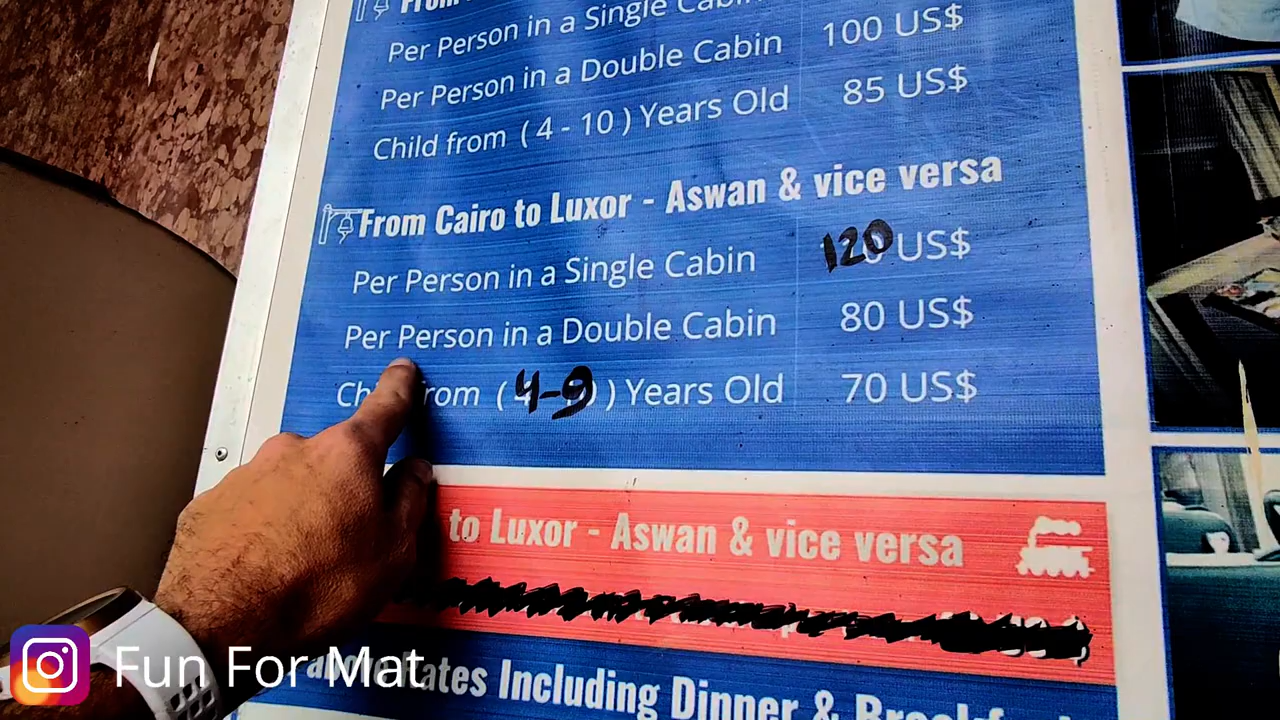 From
Per Person in a Single Cabin
Per Person in a Double Cabin 100 US$
Child from ( 4 - 10 ) Years Old 85 US$
From Cairo to Luxor - Aswan & vice versa
Per Person in a Single Cabin 120 US$
Per Person in a Double Cabin 80 US$
from ( 4-9 ) Years Old 70 US$
to Luxor - Aswan & vice versa
Rates Including Dinner &
Fun For Mat